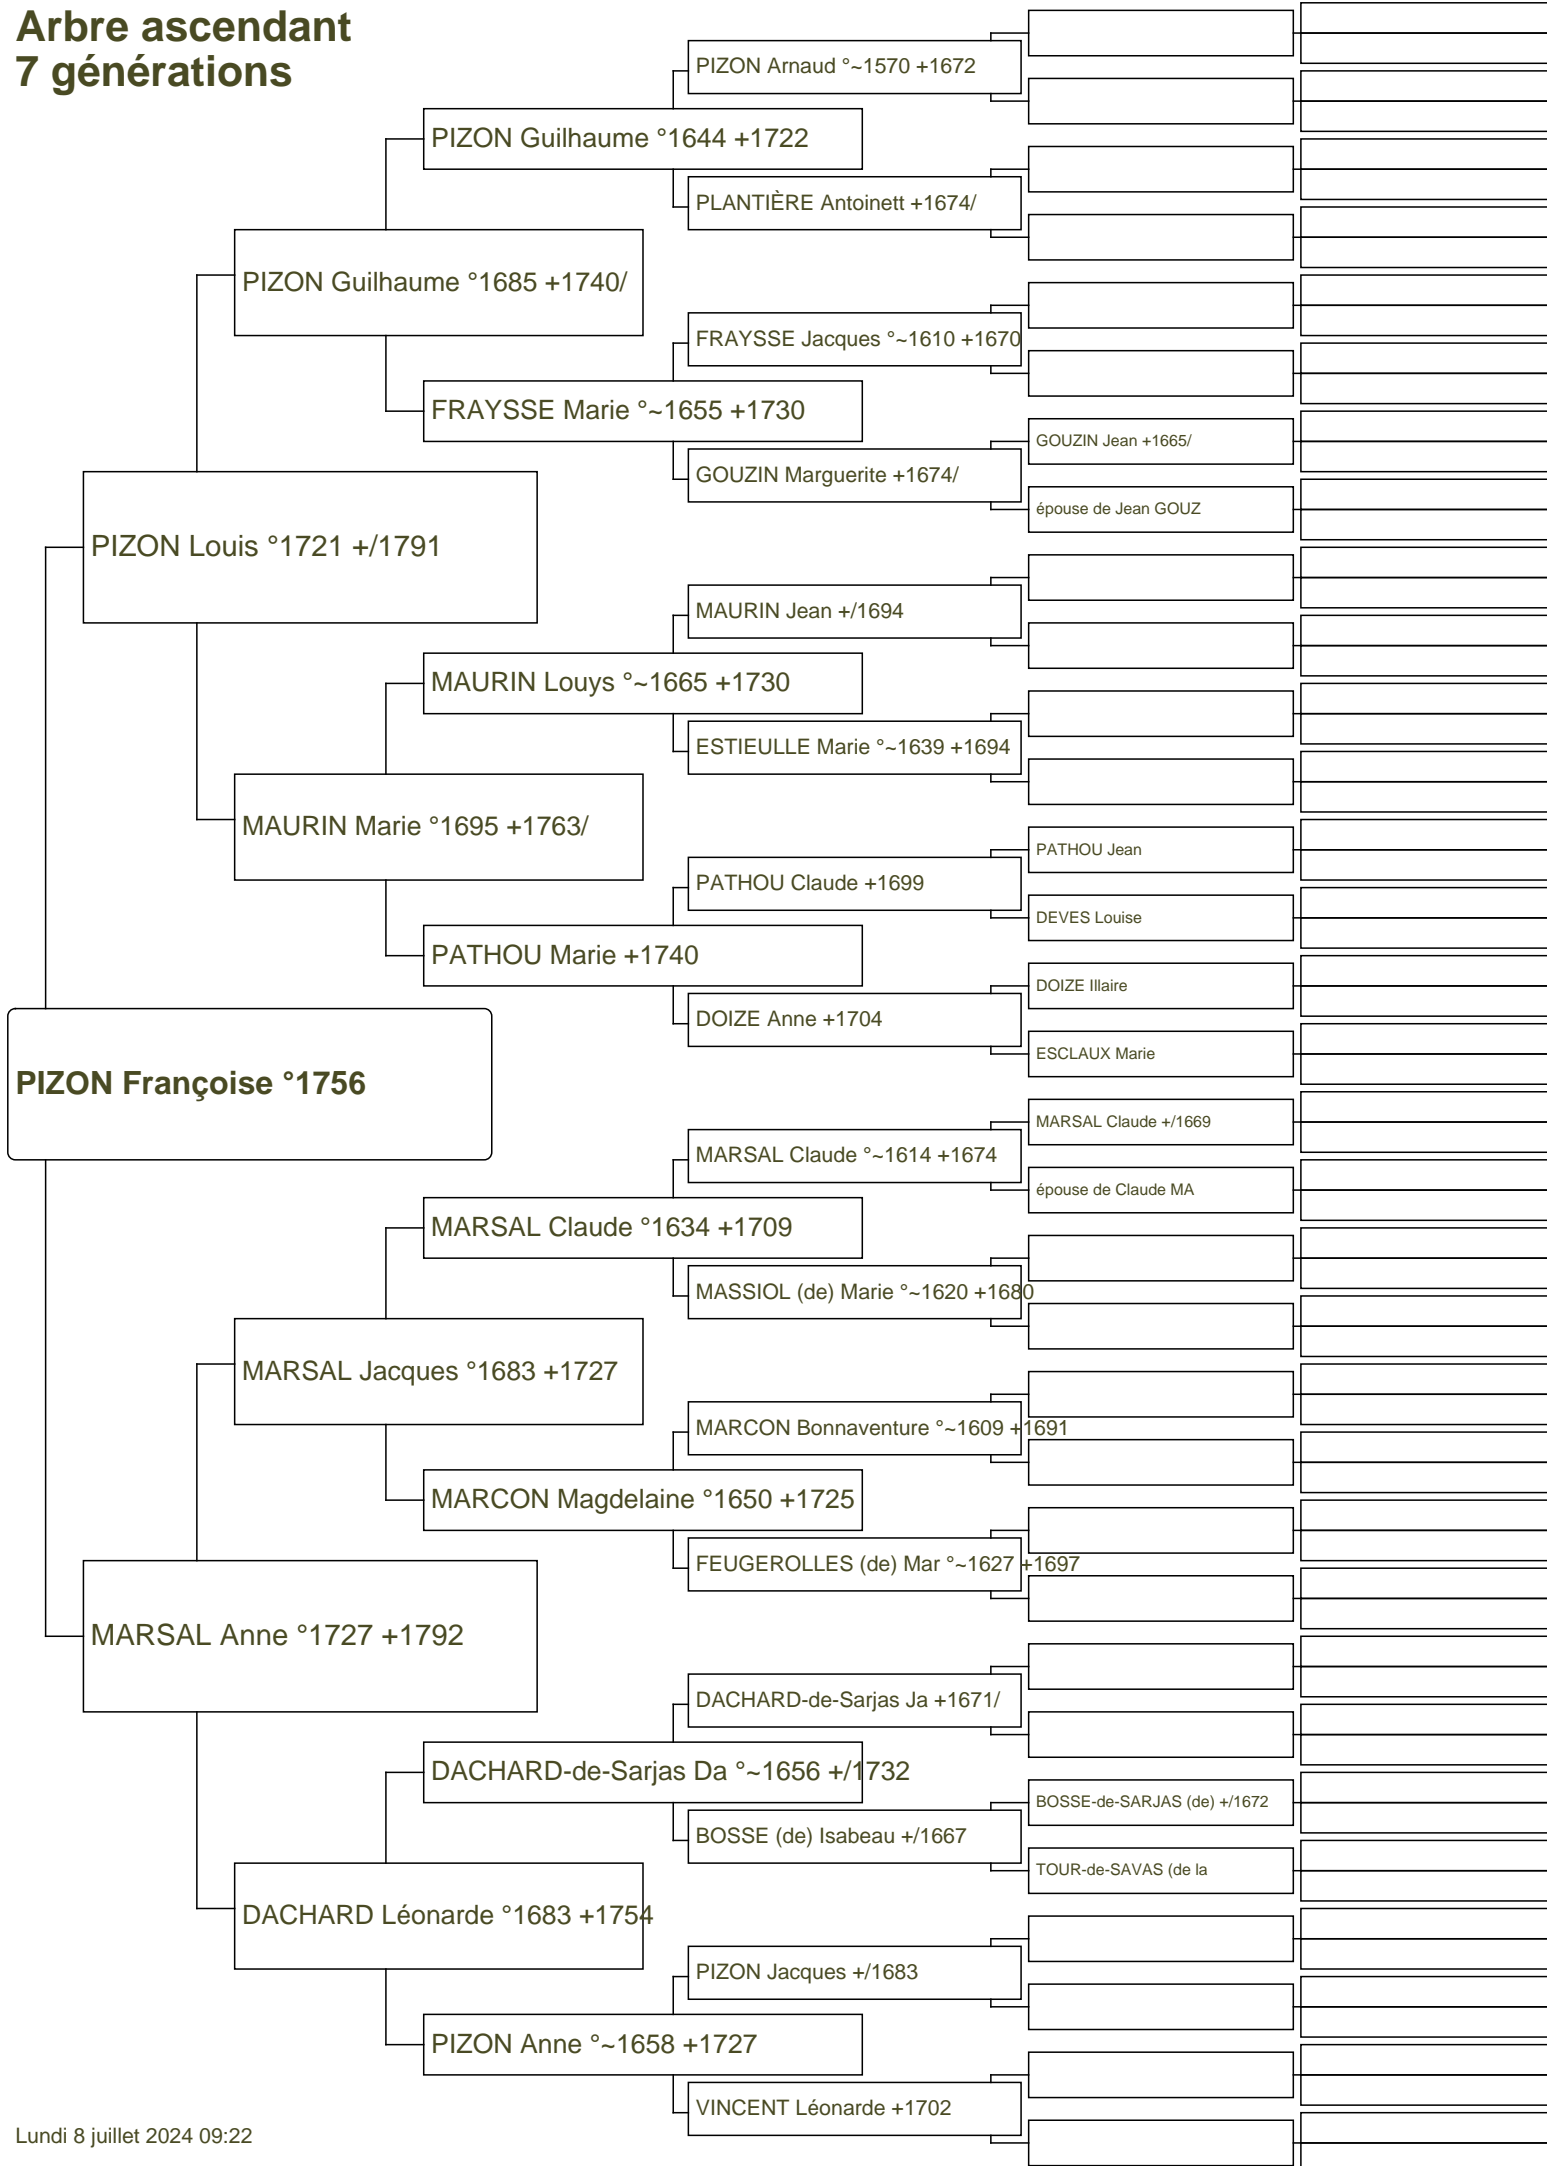 Arbre ascendant
7 générations
PIZON Arnaud °~1570 +1672
PIZON Guilhaume °1644 +1722
PLANTIÈRE Antoinett +1674/
PIZON Guilhaume °1685 +1740/
FRAYSSE Jacques °~1610 +1670
FRAYSSE Marie °~1655 +1730
GOUZIN Jean +1665/
GOUZIN Marguerite +1674/
épouse de Jean GOUZ
PIZON Louis °1721 +/1791
MAURIN Jean +/1694
MAURIN Louys °~1665 +1730
ESTIEULLE Marie °~1639 +1694
MAURIN Marie °1695 +1763/
PATHOU Jean
PATHOU Claude +1699
DEVES Louise
PATHOU Marie +1740
DOIZE Illaire
DOIZE Anne +1704
ESCLAUX Marie
PIZON Françoise °1756
MARSAL Claude +/1669
MARSAL Claude °~1614 +1674
épouse de Claude MA
MARSAL Claude °1634 +1709
MASSIOL (de) Marie °~1620 +1680
MARSAL Jacques °1683 +1727
MARCON Bonnaventure °~1609 +1691
MARCON Magdelaine °1650 +1725
FEUGEROLLES (de) Mar °~1627 +1697
MARSAL Anne °1727 +1792
DACHARD-de-Sarjas Ja +1671/
DACHARD-de-Sarjas Da °~1656 +/1732
BOSSE-de-SARJAS (de) +/1672
BOSSE (de) Isabeau +/1667
TOUR-de-SAVAS (de la
DACHARD Léonarde °1683 +1754
PIZON Jacques +/1683
PIZON Anne °~1658 +1727
VINCENT Léonarde +1702
Lundi 8 juillet 2024 09:22